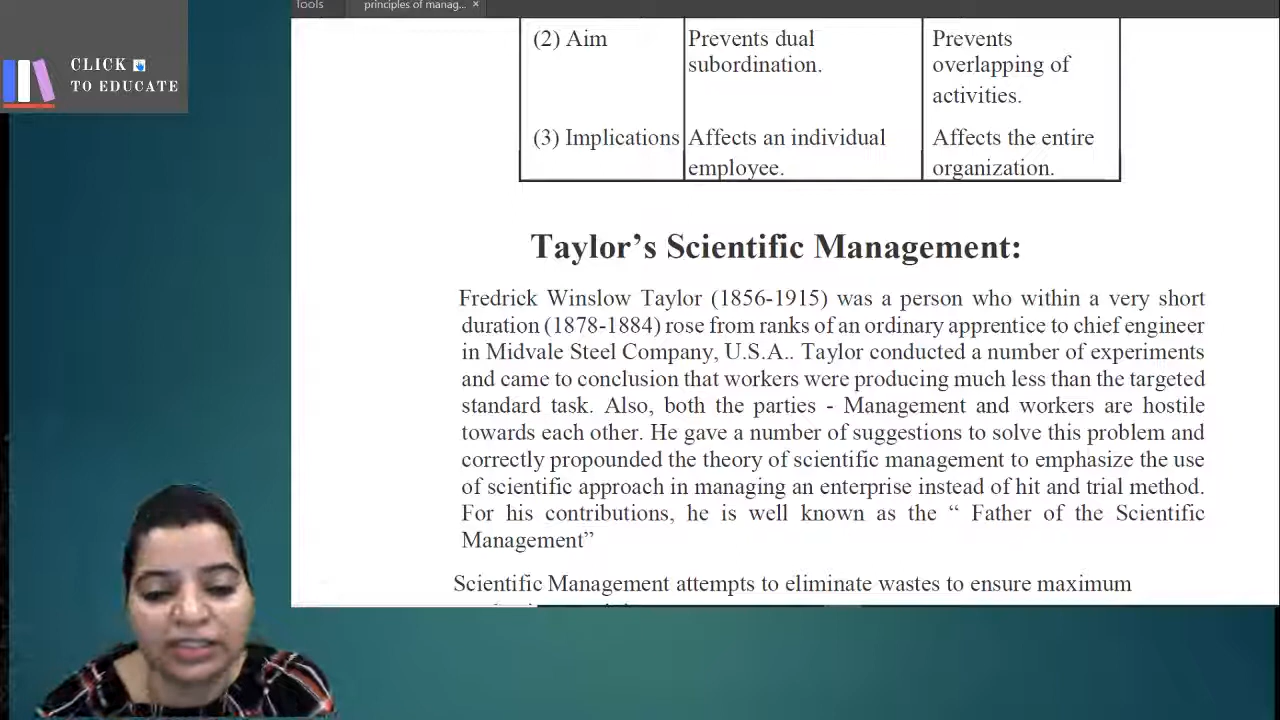 Tools
principles of manag... ×
CLICK
TO EDUCATE
(2) Aim
Prevents dual
subordination.
Prevents
overlapping of
activities.
(3) Implications
Affects an individual
employee.
Affects the entire
organization.
Taylor’s Scientific Management:
Fredrick Winslow Taylor (1856-1915) was a person who within a very short
duration (1878-1884) rose from ranks of an ordinary apprentice to chief engineer
in Midvale Steel Company, U.S.A.. Taylor conducted a number of experiments
and came to conclusion that workers were producing much less than the targeted
standard task. Also, both the parties - Management and workers are hostile
towards each other. He gave a number of suggestions to solve this problem and
correctly propounded the theory of scientific management to emphasize the use
of scientific approach in managing an enterprise instead of hit and trial method.
For his contributions, he is well known as the “ Father of the Scientific
Management”
Scientific Management attempts to eliminate wastes to ensure maximum